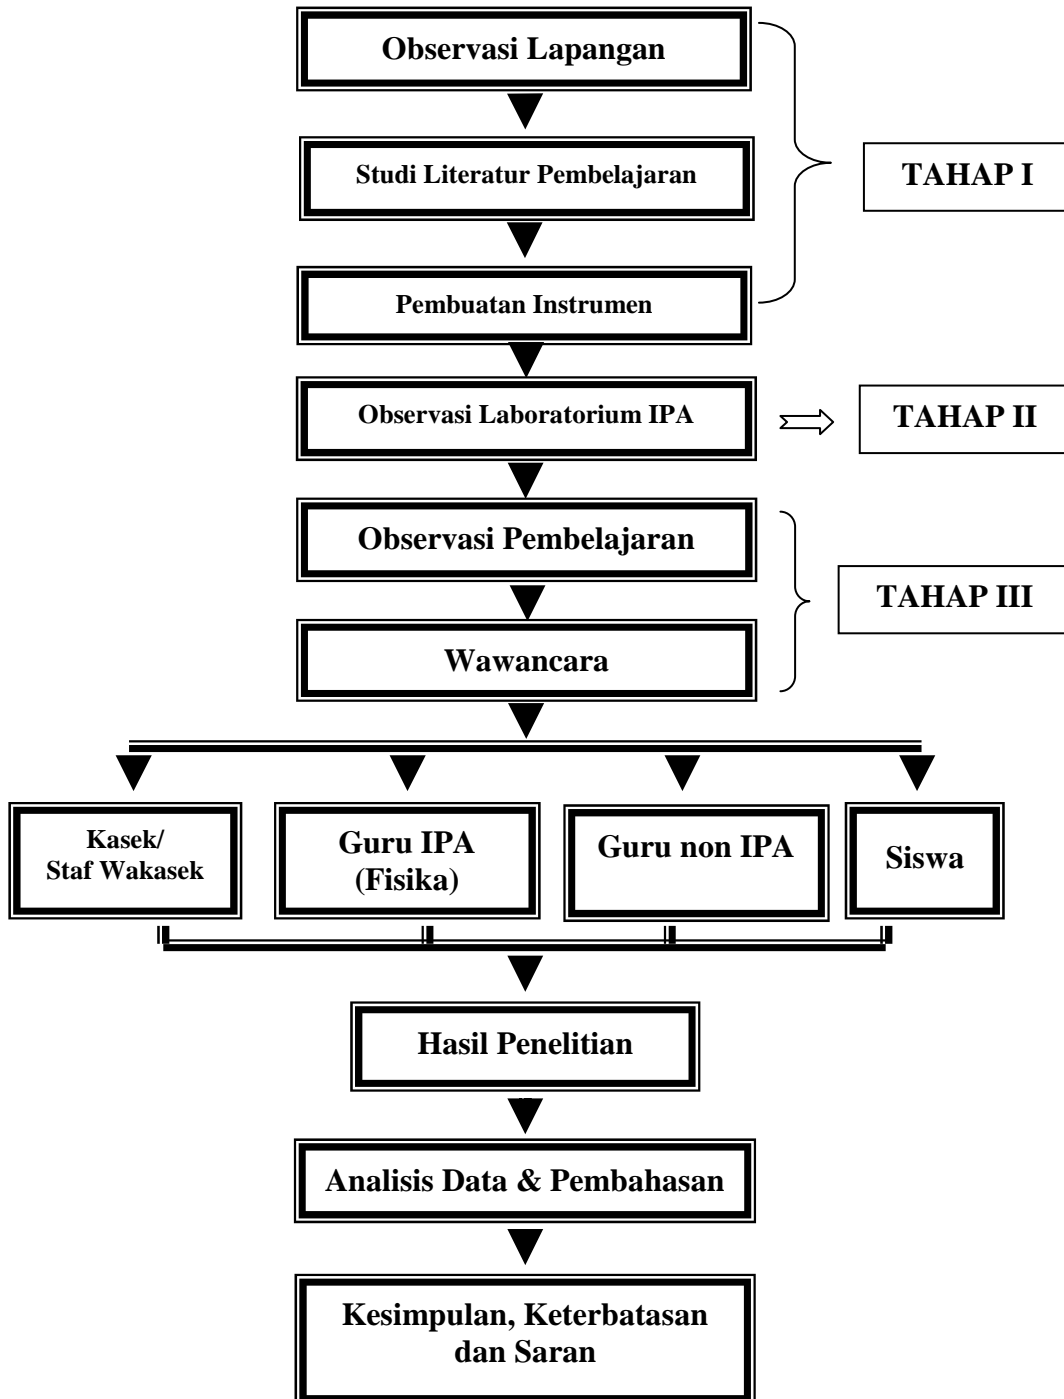 Observasi Lapangan
Studi Literatur Pembelajaran
TAHAP I
Pembuatan Instrumen
Observasi Laboratorium IPA
TAHAP II
Observasi Pembelajaran
TAHAP III
Wawancara
Kasek/
Staf Wakasek
Guru IPA
(Fisika)
Guru non IPA
Siswa
Hasil Penelitian
Analisis Data & Pembahasan
Kesimpulan, Keterbatasan
dan Saran